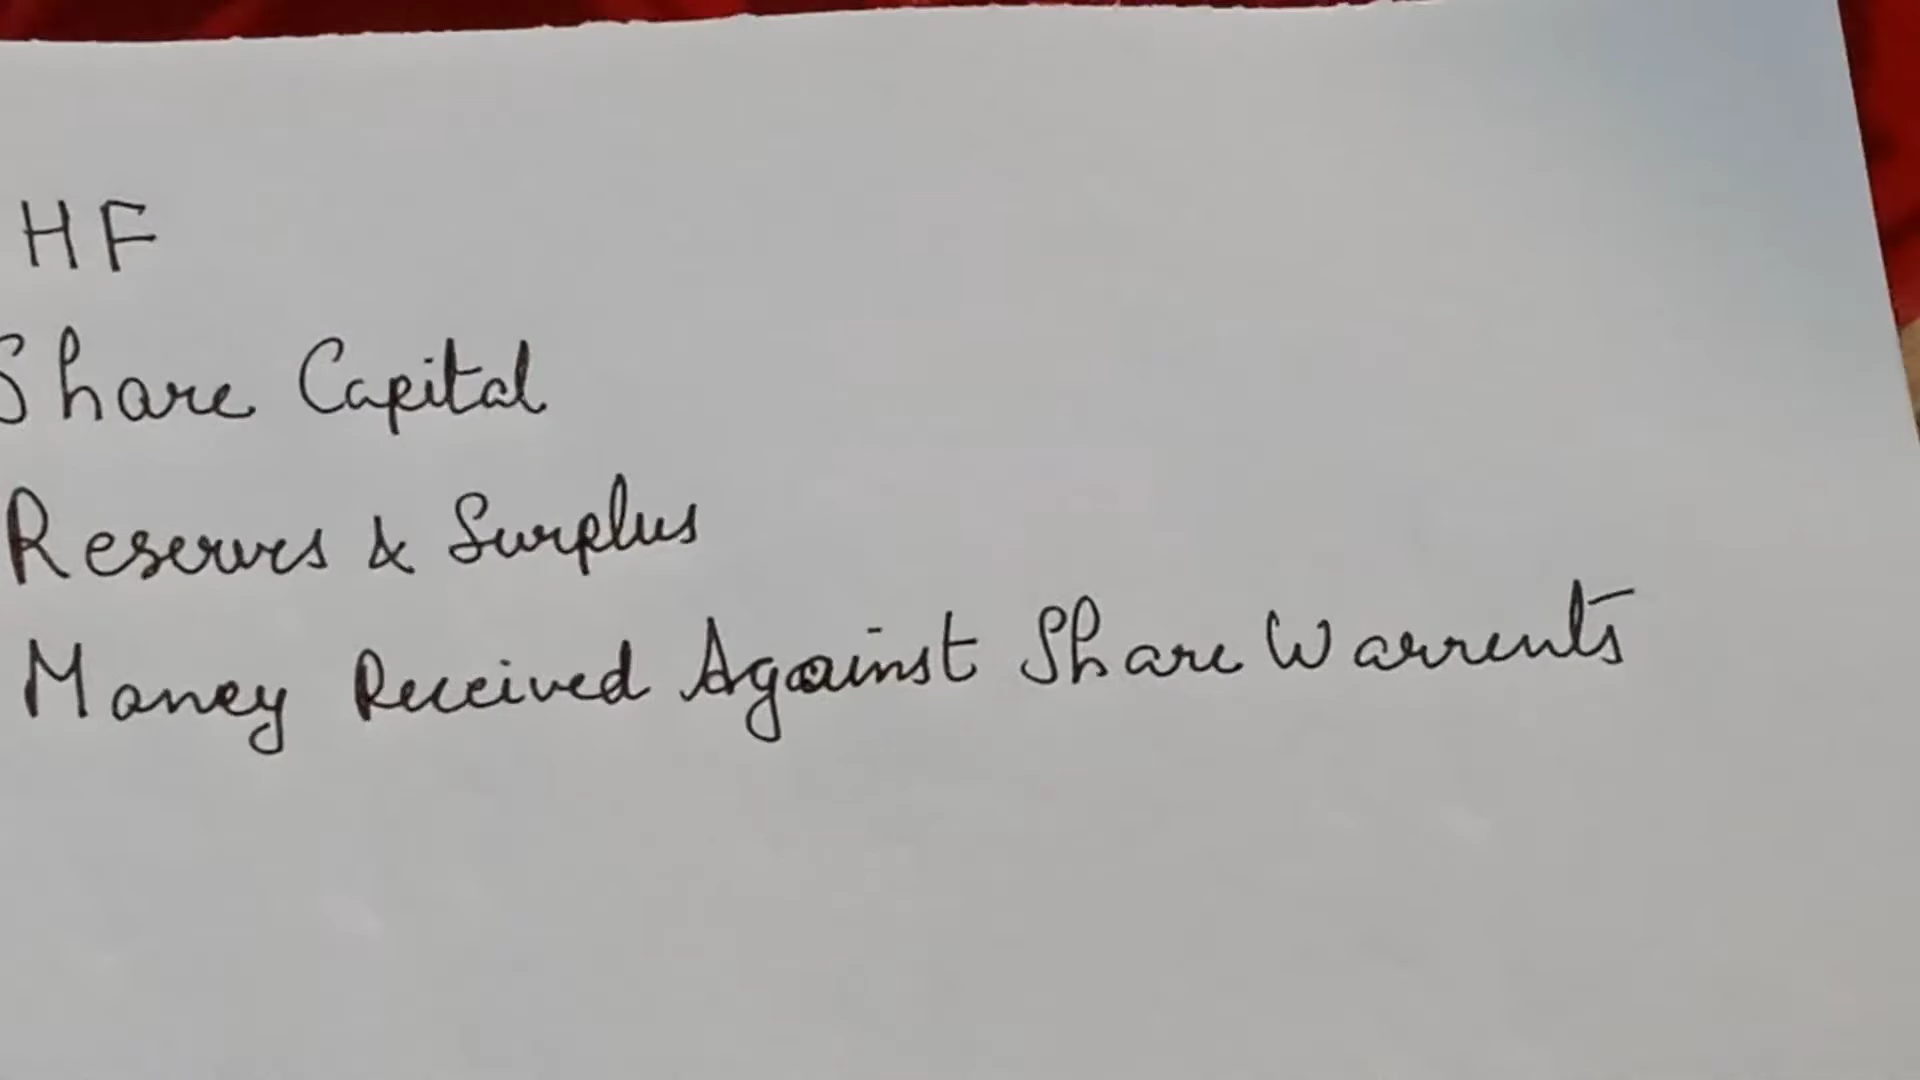 HF
Share Capital
Reserves & Surplus
Money Received Against Share Warrents